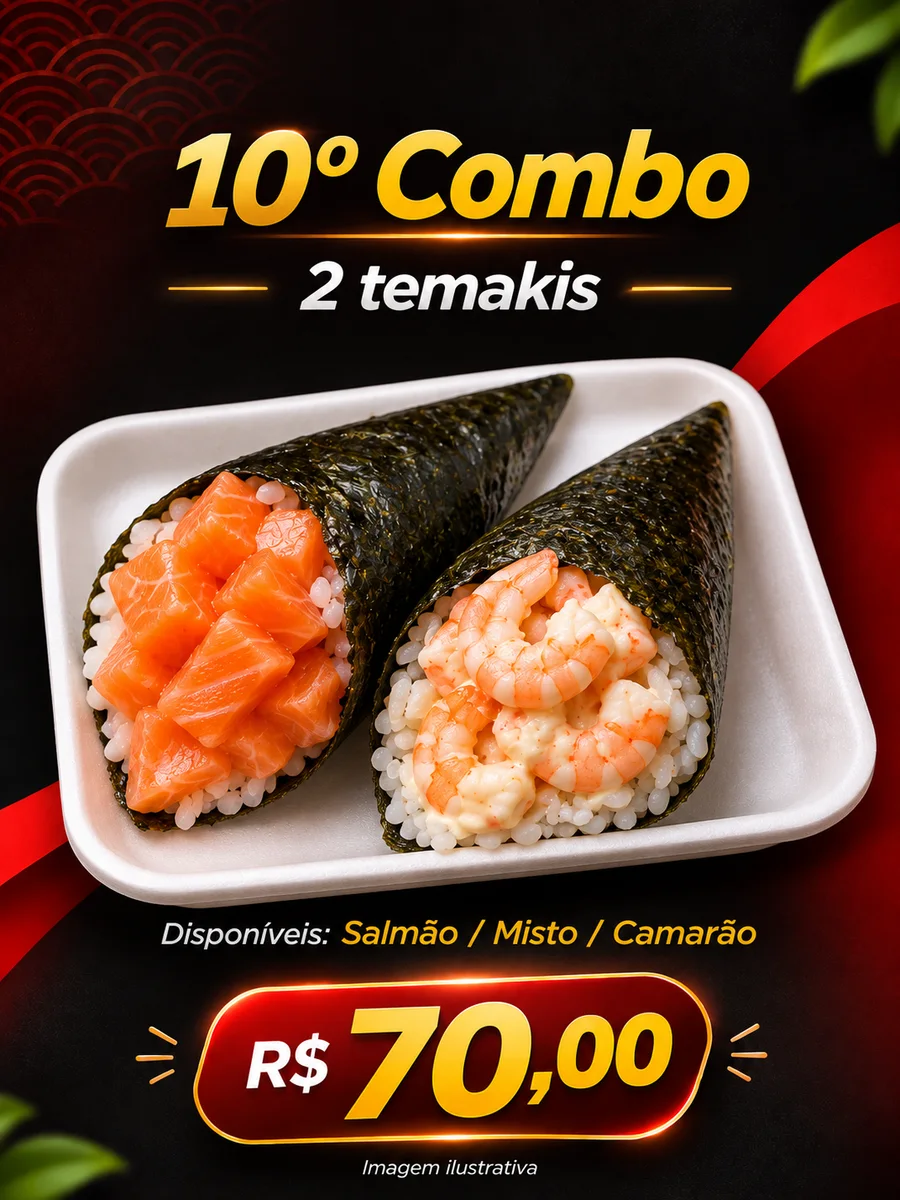 10º Combo
2 temakis
Disponíveis: Salmão / Misto / Camarão
R$ 70,00
Imagem ilustrativa